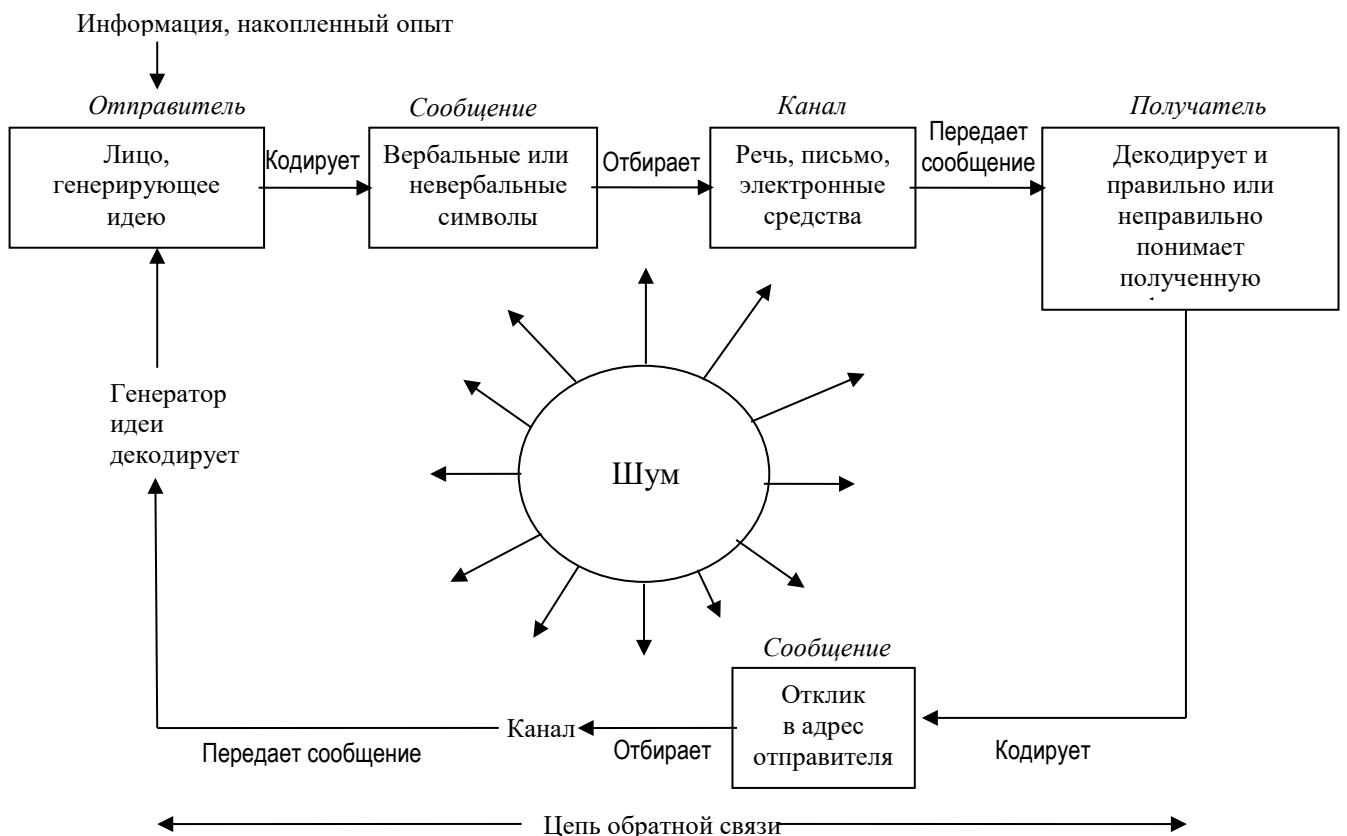 Информация, накопленный опыт
Отправитель
Сообщение
Канал
Получатель
Лицо,
генерирующее
идею
Кодирует
Вербальные или
невербальные
символы
Отбирает
Речь, письмо,
электронные
средства
Передает
сообщение
Декодирует и
правильно или
неправильно
понимает
полученную
Генератор
идеи
декодирует
Шум
Сообщение
Отклик
в адрес
отправителя
Кодирует
Отбирает
Канал
Передает сообщение
Цепь обратной связи